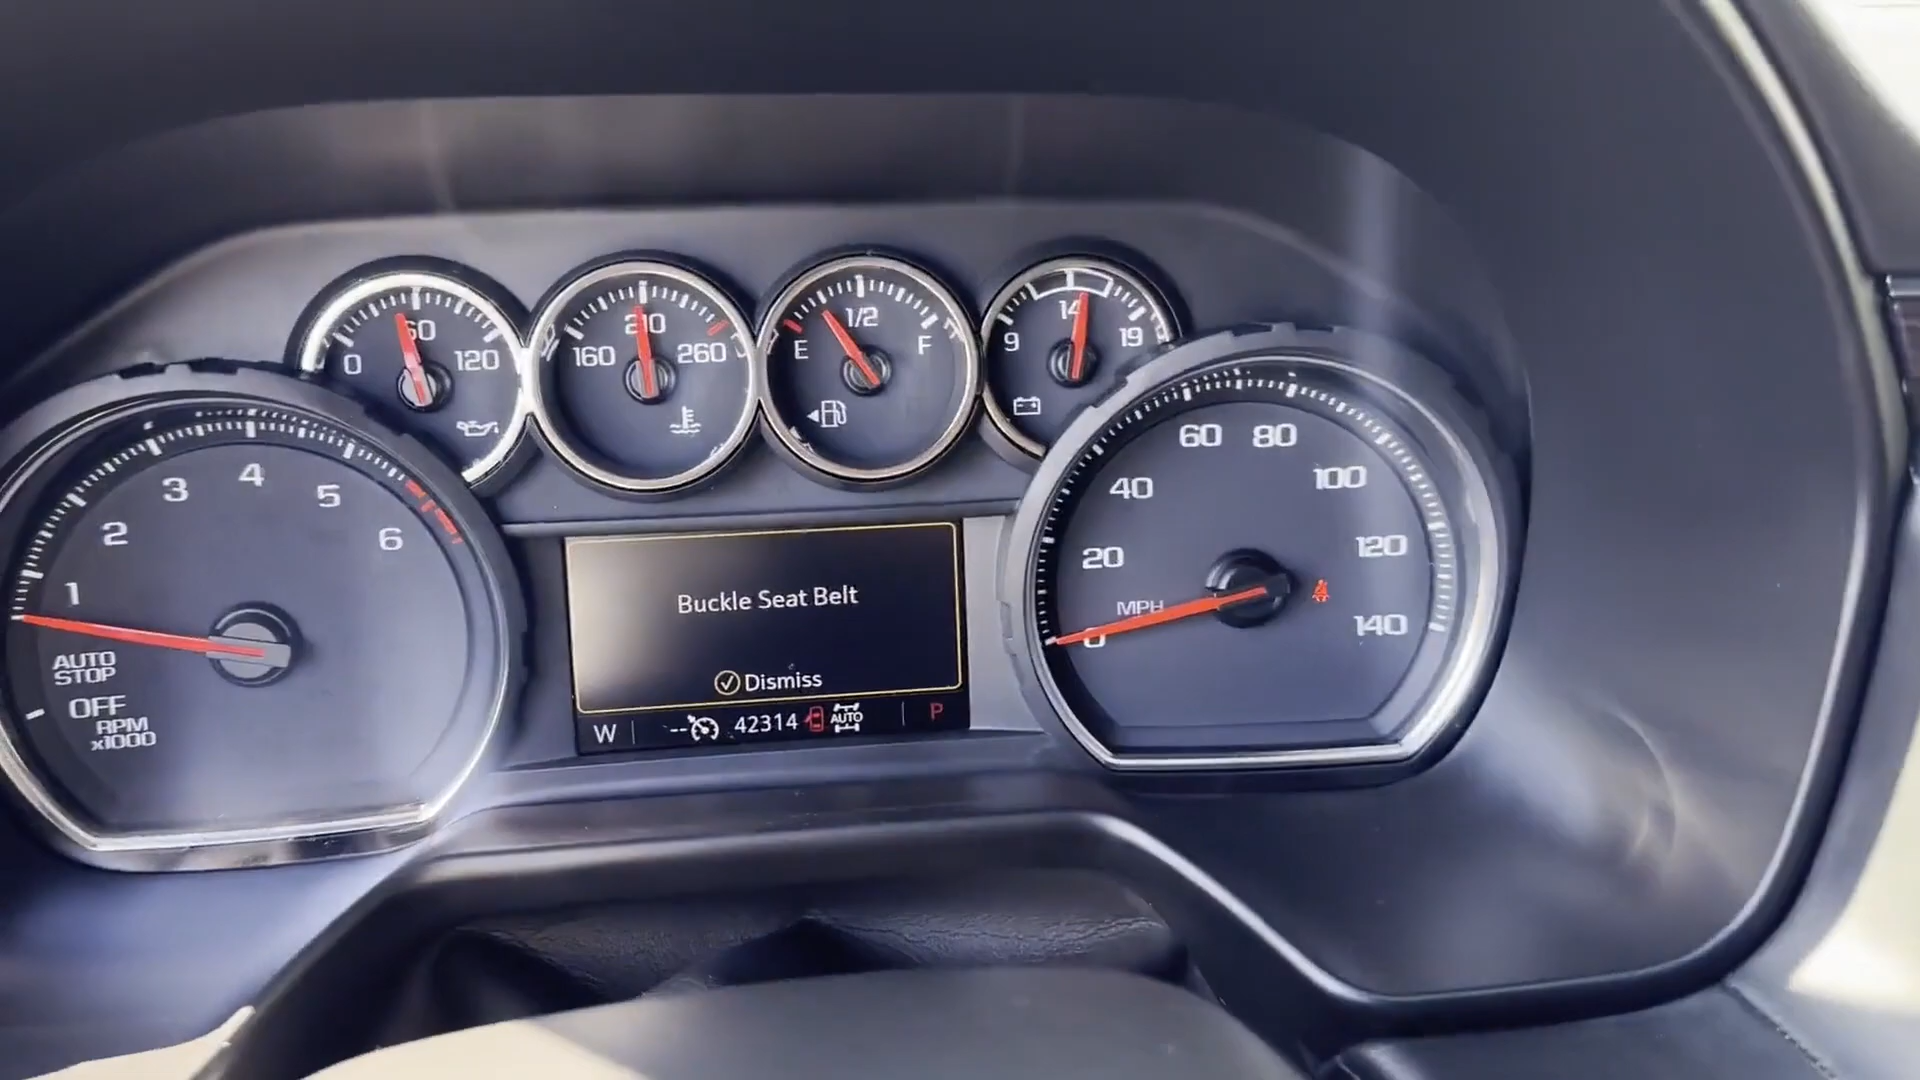 0 60 120
160 210 260
E 1/2 F
9 14 19
1 2 3 4 5 6
AUTO
STOP
OFF
RPM
x1000
Buckle Seat Belt
Dismiss
W -- 42314 AUTO P
0 20 40 60 80 100 120 140
MPH